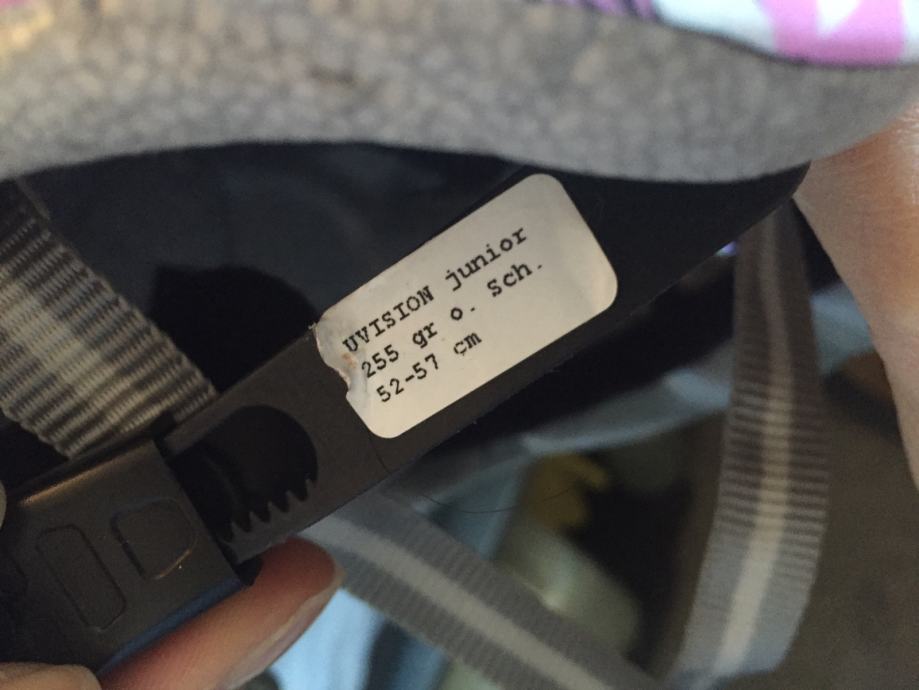 UVISION junior
255 gr o. Sch.
52-57 cm